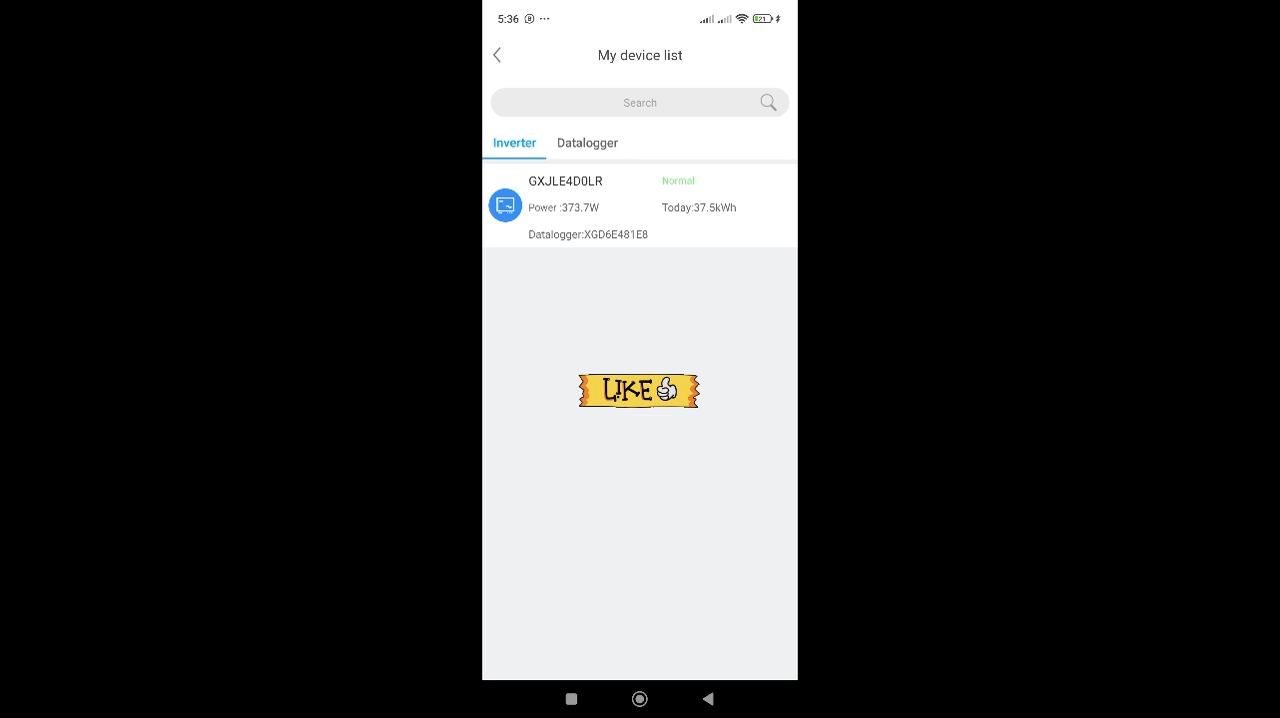 5:36
21
My device list
Search
Inverter Datalogger
GXJLE4D0LR Normal
Power :373.7W Today:37.5kWh
Datalogger:XGD6E481E8
LIKE